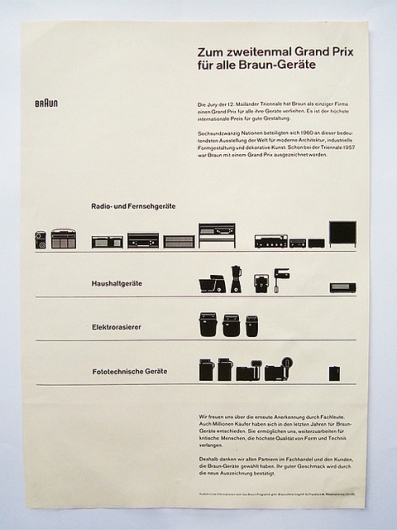 Zum zweitenmal Grand Prix
für alle Braun-Geräte
BRAUN
Die Jury der 12. Mailänder Triennale hat Braun als einziger Firma
einen Grand Prix für alle ihre Geräte verliehen. Es ist der höchste
internationale Preis für gute Gestaltung.
Sechsundzwanzig Nationen beteiligten sich 1960 an dieser bedeu-
tendsten Ausstellung der Welt für moderne Architektur, industrielle
Formgestaltung und dekorative Kunst. Schon bei der Triennale 1957
war Braun mit einem Grand Prix ausgezeichnet worden.
Radio- und Fernsehgeräte
Haushaltgeräte
Elektrorasierer
Fototechnische Geräte
Wir freuen uns über die erneute Anerkennung durch Fachleute.
Auch Millionen Käufer haben sich in den letzten Jahren für Braun-
Geräte entschieden. Sie ermöglichen uns, weiterzuarbeiten für
kritische Menschen, die höchste Qualität von Form und Technik
verlangen.
Deshalb danken wir allen Partnern im Fachhandel und den Kunden,
die Braun-Geräte gewählt haben. Ihr guter Geschmack wird durch
die neue Auszeichnung bestätigt.